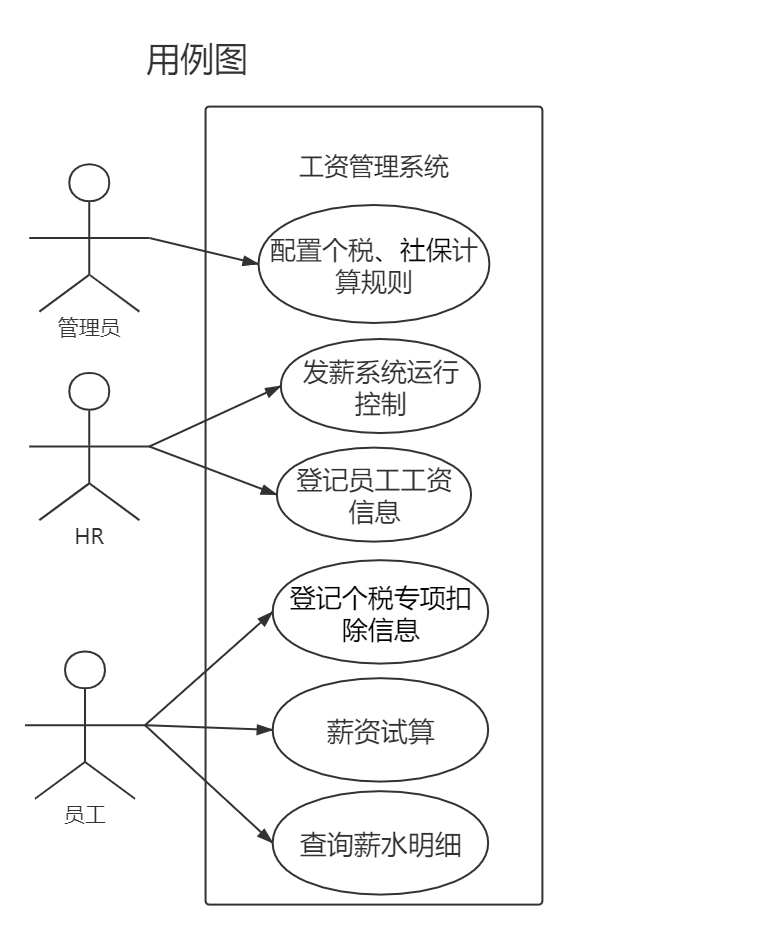 用例图
工资管理系统
配置个税、社保计
算规则
管理员
发薪系统运行
控制
登记员工工资
信息
HR
登记个税专项扣
除信息
薪资试算
员工
查询薪水明细